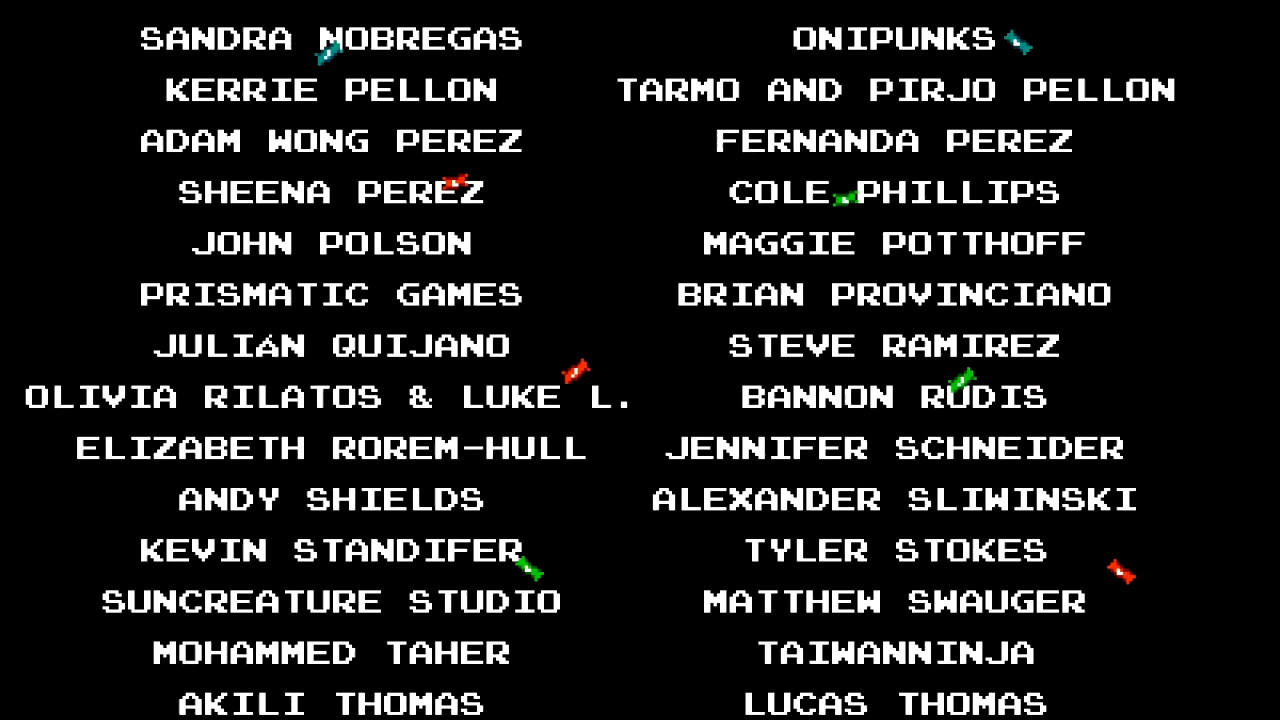 SANDRA NOBREGAS ONIPUNKS
KERRIE PELLON TARMO AND PIRJO PELLON
ADAM WONG PEREZ FERNANDA PEREZ
SHEENA PEREZ COLE PHILLIPS
JOHN POLSON MAGGIE POTTHOFF
PRISMATIC GAMES BRIAN PROVINCIANO
JULIáN QUIJANO STEVE RAMIREZ
OLIVIA RILATOS & LUKE L. BANNON RUDIS
ELIZABETH ROREM-HULL JENNIFER SCHNEIDER
ANDY SHIELDS ALEXANDER SLIWINSKI
KEVIN STANDIFER TYLER STOKES
SUNCREATURE STUDIO MATTHEW SWAUGER
MOHAMMED TAHER TAIWANNINJA
AKILI THOMAS LUCAS THOMAS